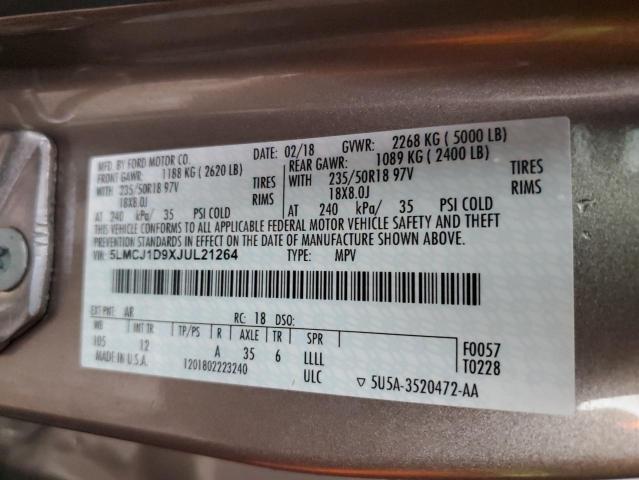 MFD. BY FORD MOTOR CO.
DATE: 02/18 GVWR: 2268 KG ( 5000 LB)
FRONT GAWR: 1188 KG ( 2620 LB)
REAR GAWR: 1089 KG ( 2400 LB)
WITH 235/50R18 97V TIRES
WITH 235/50R18 97V TIRES
18X8.0J RIMS
18X8.0J RIMS
AT 240 kPa/ 35 PSI COLD
AT 240 kPa/ 35 PSI COLD
THIS VEHICLE CONFORMS TO ALL APPLICABLE FEDERAL MOTOR VEHICLE SAFETY AND THEFT
PREVENTION STANDARDS IN EFFECT ON THE DATE OF MANUFACTURE SHOWN ABOVE.
VIN: 5LMCJ1D9XJUL21264 TYPE: MPV
EXT PNT: AR RC: 18 DSO:
WB INT TR TP/PS R AXLE TR SPR
105 12 A 35 6 LLLL
F0057
T0228
MADE IN U.S.A. 1201802223240 ULC
▽ 5U5A-3520472-AA